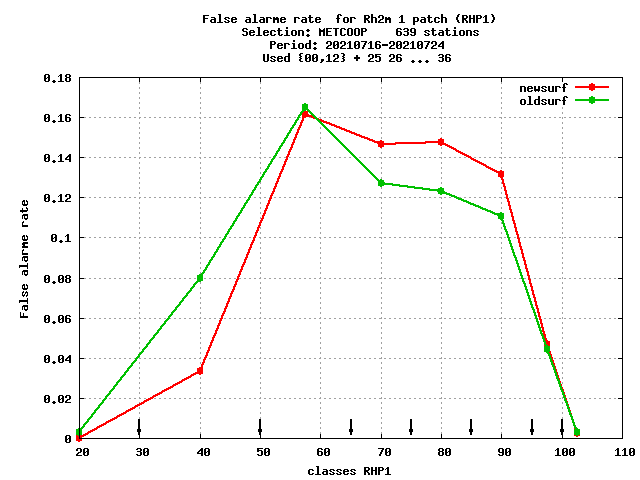 False alarme rate  for Rh2m 1 patch (RHP1)
Selection: METCOOP    639 stations
Period: 20210716-20210724
Used {00,12} + 25 26 ... 36
newsurf
oldsurf
0.18
0.16
0.14
0.12
0.1
0.08
0.06
0.04
0.02
0
False alarme rate
20 30 40 50 60 70 80 90 100 110
classes RHP1